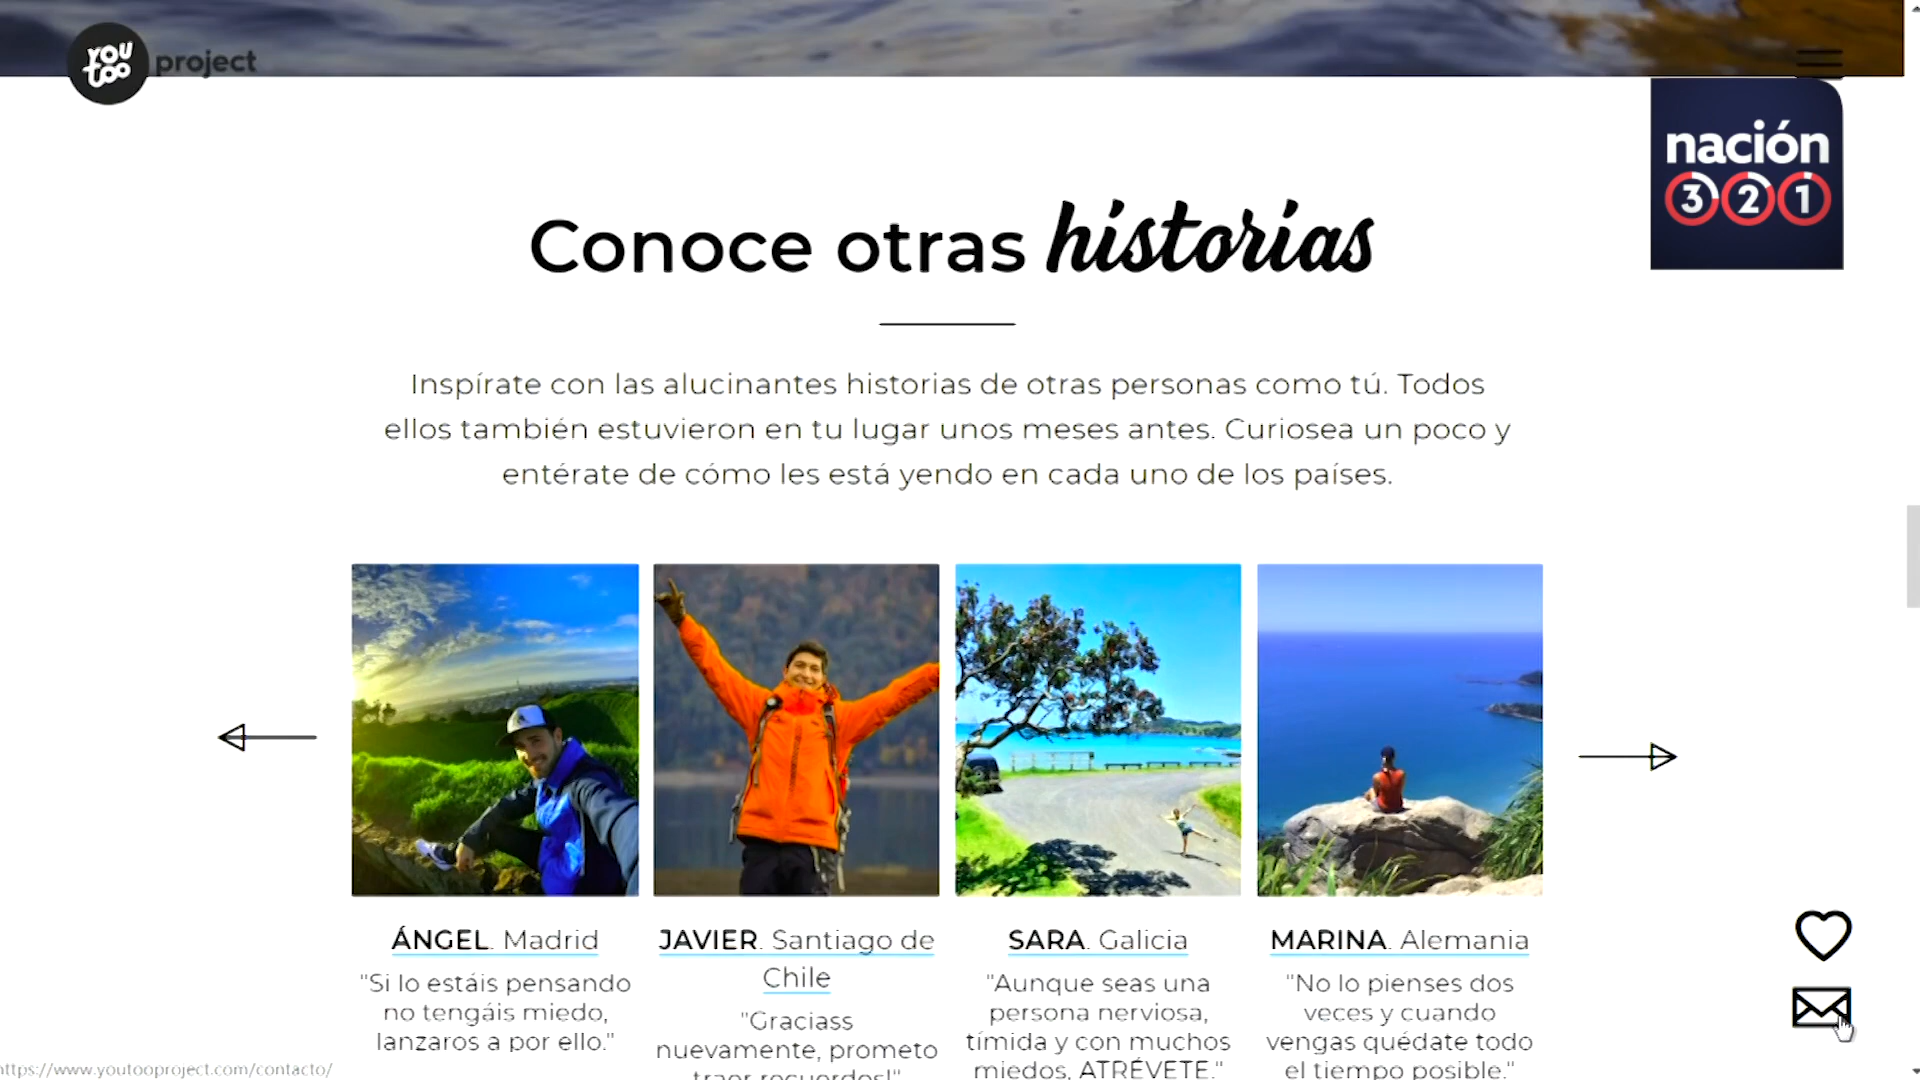 you
too
project
nación
321
Conoce otras historias
Inspírate con las alucinantes historias de otras personas como tú. Todos
ellos también estuvieron en tu lugar unos meses antes. Curiosea un poco y
entérate de cómo les está yendo en cada uno de los países.
ÁNGEL. Madrid
"Si lo estáis pensando
no tengáis miedo,
lanzaros a por ello."
JAVIER. Santiago de
Chile
"Graciass
nuevamente, prometo
traer recuerdos!"
SARA. Galicia
"Aunque seas una
persona nerviosa,
tímida y con muchos
miedos, ATRÉVETE."
MARINA. Alemania
"No lo pienses dos
veces y cuando
vengas quédate todo
el tiempo posible."
https://www.youtooproject.com/contacto/